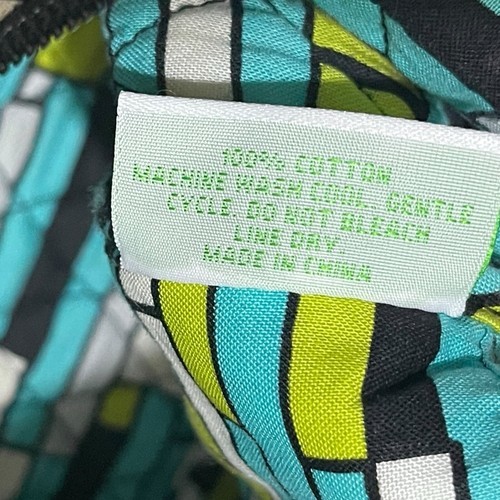 100% COTTON
MACHINE WASH COOL. GENTLE
CYCLE. DO NOT BLEACH
LINE DRY
MADE IN CHINA